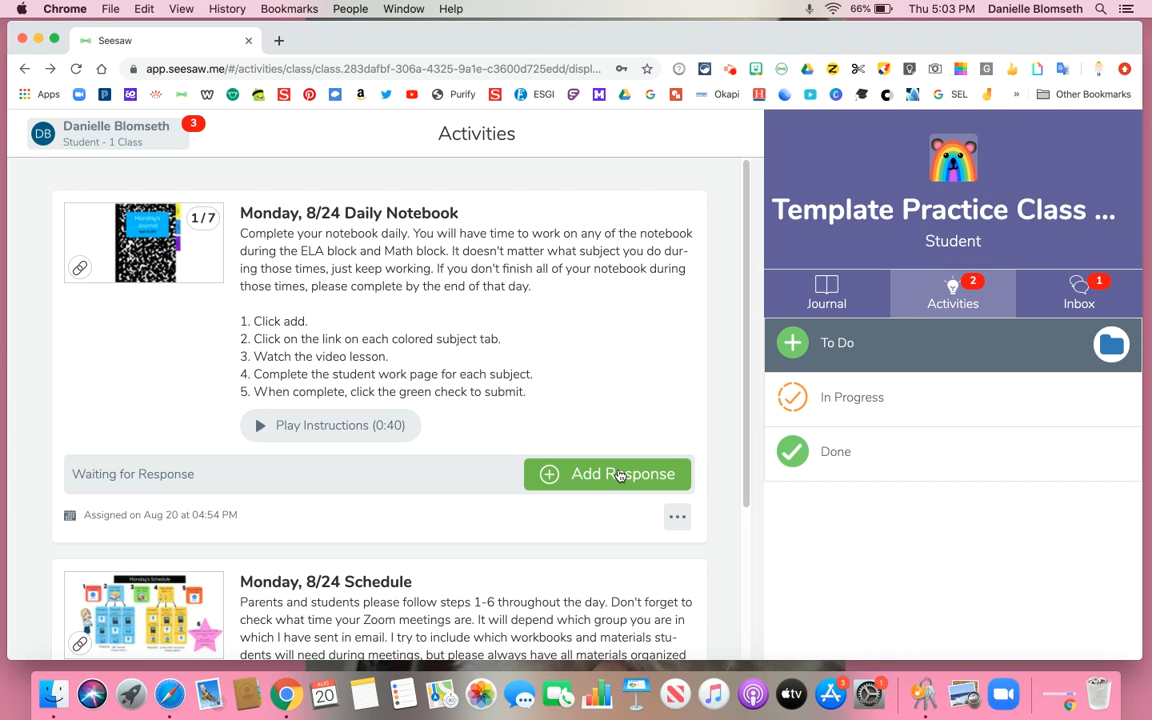 Chrome File Edit View History Bookmarks People Window Help 66% Thu 5:03 PM Danielle Blomseth
Seesaw
app.seesaw.me/#/activities/class/class.283dafbf-306a-4325-9a1e-c3600d725edd/displ...
Apps Purify ESGI Okapi SEL » Other Bookmarks
DB Danielle Blomseth 3
Student - 1 Class
Activities
Template Practice Class ...
Student
Journal
Activities 2
Inbox 1
To Do
In Progress
Done
Monday's
Journal
1 / 7
Monday, 8/24 Daily Notebook
Complete your notebook daily. You will have time to work on any of the notebook
during the ELA block and Math block. It doesn't matter what subject you do dur-
ing those times, just keep working. If you don't finish all of your notebook during
those times, please complete by the end of that day.
1. Click add.
2. Click on the link on each colored subject tab.
3. Watch the video lesson.
4. Complete the student work page for each subject.
5. When complete, click the green check to submit.
Play Instructions (0:40)
Waiting for Response
Add Response
Assigned on Aug 20 at 04:54 PM
Monday's Schedule
Monday, 8/24 Schedule
Parents and students please follow steps 1-6 throughout the day. Don't forget to
check what time your Zoom meetings are. It will depend which group you are in
which I have sent in email. I try to include which workbooks and materials stu-
dents will need during meetings, but please always have all materials organized
AUG
20
tv
3
1